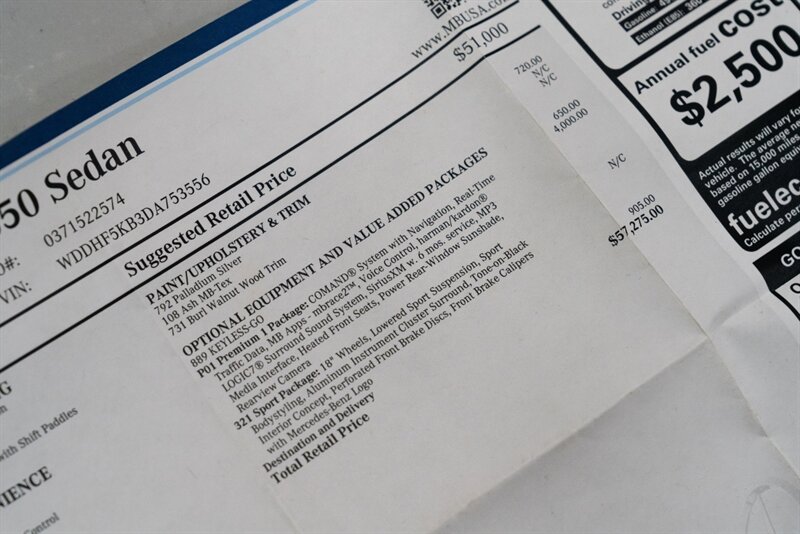 www.MBUSA.com
50 Sedan
0371522574
VIN: WDDHF5KB3DA753556
Suggested Retail Price $51,000
PAINT/UPHOLSTERY & TRIM
792 Palladium Silver 720.00
108 Ash MB-Tex N/C
731 Burl Walnut Wood Trim N/C
OPTIONAL EQUIPMENT AND VALUE ADDED PACKAGES
889 KEYLESS-GO 650.00
P01 Premium 1 Package: COMAND® System with Navigation, Real-Time 4,000.00
Traffic Data, MB Apps - mbrace2™, Voice Control, harman/kardon®
LOGIC7® Surround Sound System, SiriusXM w. 6 mos. service, MP3
Media Interface, Heated Front Seats, Power Rear-Window Sunshade,
Rearview Camera
321 Sport Package: 18" Wheels, Lowered Sport Suspension, Sport N/C
Bodystyling, Aluminum Instrument Cluster Surround, Tone-on-Black
Interior Concept, Perforated Front Brake Discs, Front Brake Calipers
with Mercedes-Benz Logo
Destination and Delivery 905.00
Total Retail Price $57,275.00
with Shift Paddies
NIENCE
Control
Driving
Gasoline
Ethanol (E85): 360
Annual fuel cost
$2,500
Actual results will vary for
vehicle. The average ne
based on 15,000 miles
gasoline gallon equi
fuelec
Calculate per
GO